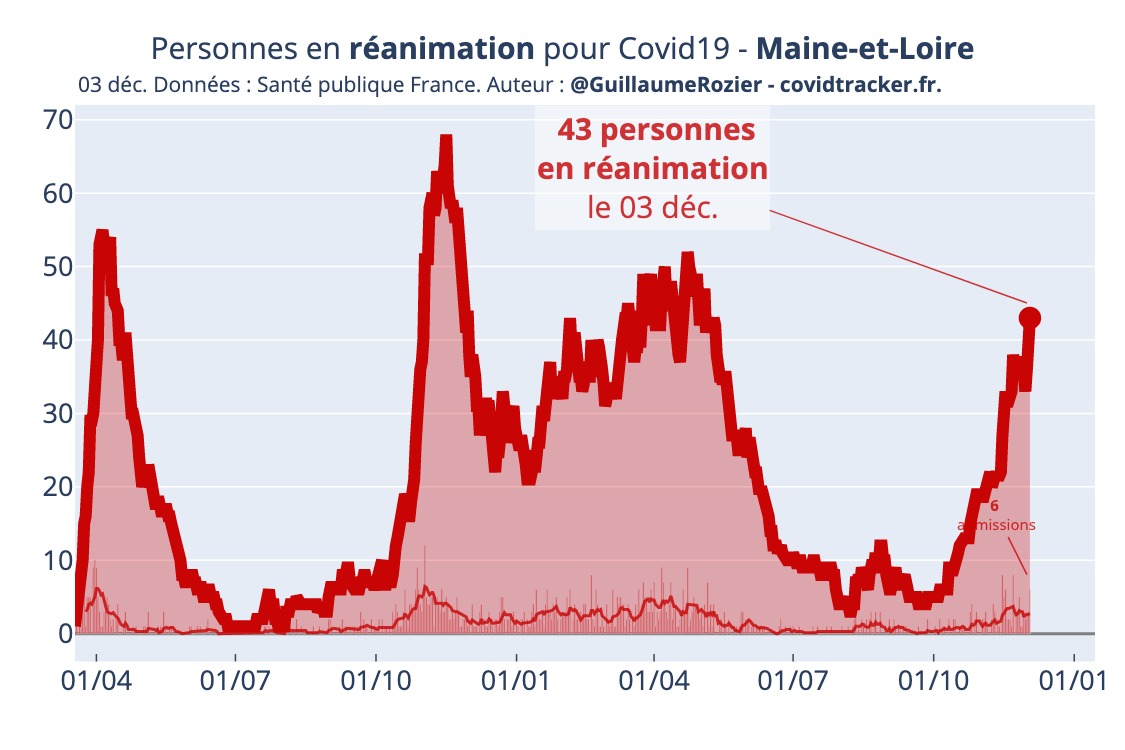 Personnes en réanimation pour Covid19 - Maine-et-Loire
03 déc. Données : Santé publique France. Auteur : @GuillaumeRozier - covidtracker.fr.
43 personnes
en réanimation
le 03 déc.
70
60
50
40
30
20
10
0
6
admissions
01/04
01/07
01/10
01/01
01/04
01/07
01/10
01/01